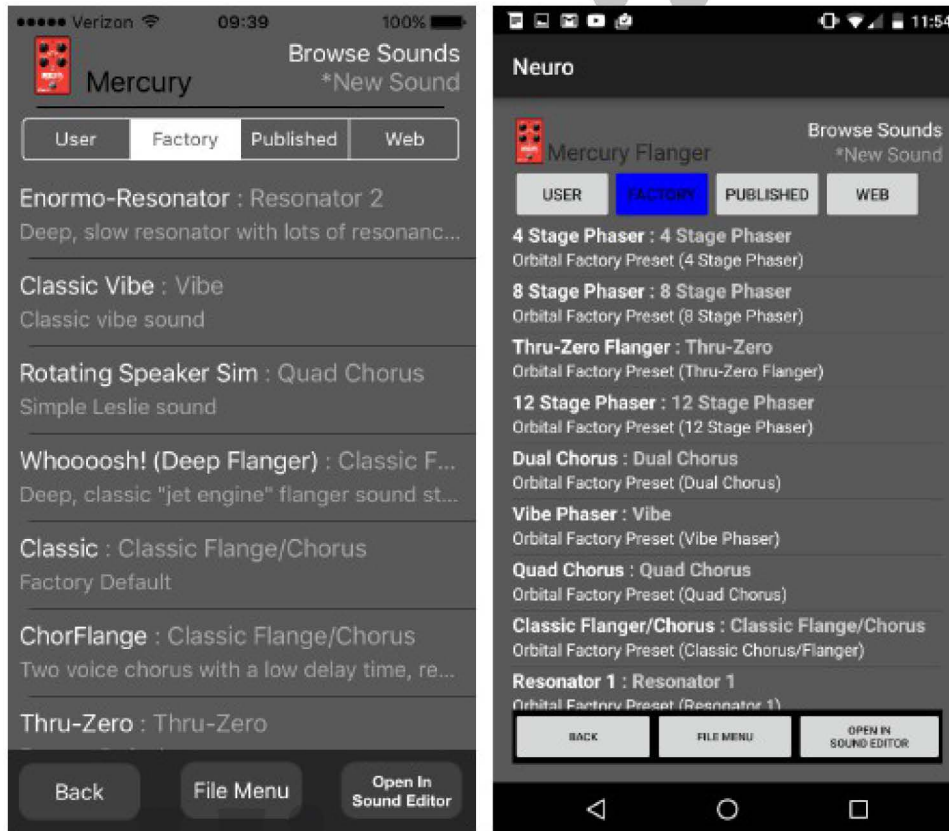 Verizon 09:39 100%
Mercury
Browse Sounds
*New Sound
User Factory Published Web
Enormo-Resonator : Resonator 2
Deep, slow resonator with lots of resonanc...
Classic Vibe : Vibe
Classic vibe sound
Rotating Speaker Sim : Quad Chorus
Simple Leslie sound
Whoooosh! (Deep Flanger) : Classic F...
Deep, classic "jet engine" flanger sound st...
Classic : Classic Flange/Chorus
Factory Default
ChorFlange : Classic Flange/Chorus
Two voice chorus with a low delay time, re...
Thru-Zero : Thru-Zero
Back File Menu Open In
Sound Editor
11:54
Neuro
Mercury Flanger
Browse Sounds
*New Sound
USER FACTORY PUBLISHED WEB
4 Stage Phaser : 4 Stage Phaser
Orbital Factory Preset (4 Stage Phaser)
8 Stage Phaser : 8 Stage Phaser
Orbital Factory Preset (8 Stage Phaser)
Thru-Zero Flanger : Thru-Zero
Orbital Factory Preset (Thru-Zero Flanger)
12 Stage Phaser : 12 Stage Phaser
Orbital Factory Preset (12 Stage Phaser)
Dual Chorus : Dual Chorus
Orbital Factory Preset (Dual Chorus)
Vibe Phaser : Vibe
Orbital Factory Preset (Vibe Phaser)
Quad Chorus : Quad Chorus
Orbital Factory Preset (Quad Chorus)
Classic Flanger/Chorus : Classic Flange/Chorus
Orbital Factory Preset (Classic Chorus/Flanger)
Resonator 1 : Resonator 1
Orbital Factory Preset (Resonator 1)
BACK FILE MENU OPEN IN
SOUND EDITOR